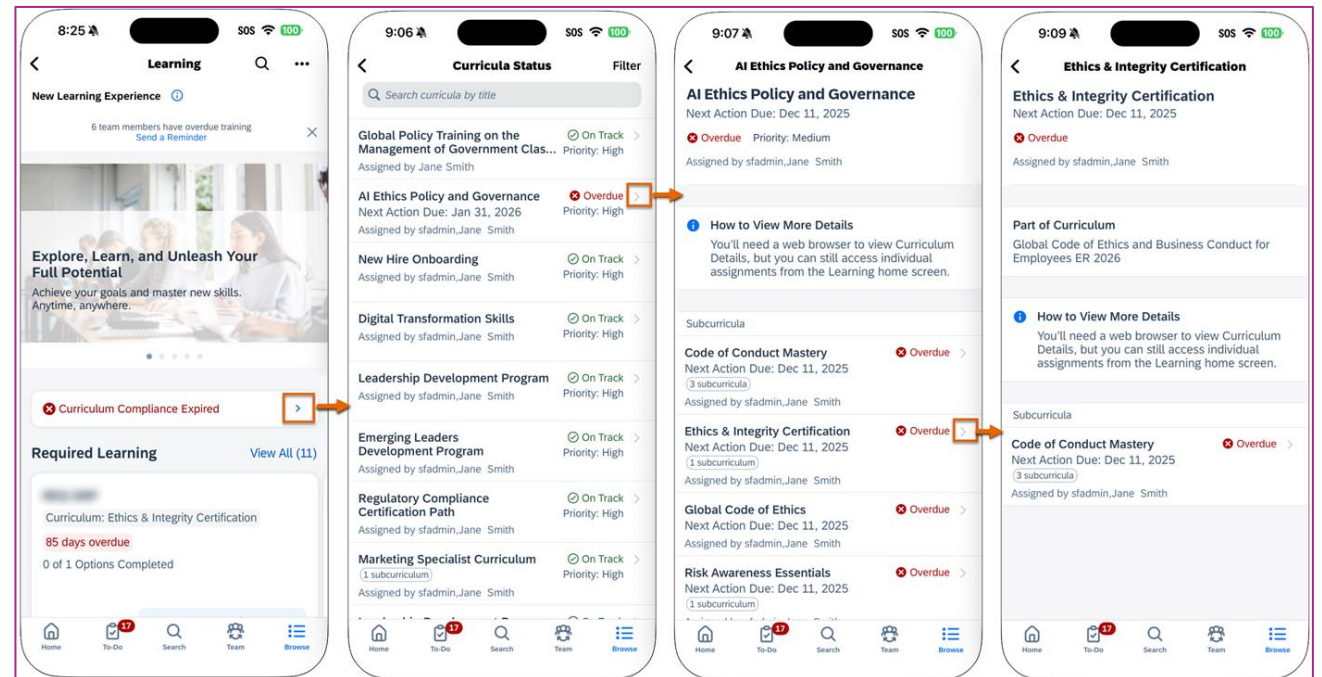 8:25
SOS
100
Learning
New Learning Experience
6 team members have overdue training
Send a Reminder
Explore, Learn, and Unleash Your
Full Potential
Achieve your goals and master new skills.
Anytime, anywhere.
Curriculum Compliance Expired
Required Learning
View All (11)
Curriculum: Ethics & Integrity Certification
85 days overdue
0 of 1 Options Completed
Home
To-Do
17
Search
Team
Browse
9:06
SOS
100
Curricula Status
Filter
Search curricula by title
Global Policy Training on the
Management of Government Clas...
On Track
Priority: High
Assigned by Jane Smith
AI Ethics Policy and Governance
Overdue
Next Action Due: Jan 31, 2026
Priority: High
Assigned by sfadmin,Jane Smith
New Hire Onboarding
On Track
Assigned by sfadmin,Jane Smith
Priority: High
Digital Transformation Skills
On Track
Assigned by sfadmin,Jane Smith
Priority: High
Leadership Development Program
On Track
Assigned by sfadmin,Jane Smith
Priority: High
Emerging Leaders
Development Program
On Track
Priority: High
Assigned by sfadmin,Jane Smith
Regulatory Compliance
Certification Path
On Track
Priority: High
Assigned by sfadmin,Jane Smith
Marketing Specialist Curriculum
On Track
1 subcurriculum
Priority: High
Assigned by sfadmin,Jane Smith
Home
To-Do
17
Search
Team
Browse
9:07
SOS
100
AI Ethics Policy and Governance
AI Ethics Policy and Governance
Next Action Due: Dec 11, 2025
Overdue Priority: Medium
Assigned by sfadmin,Jane Smith
How to View More Details
You'll need a web browser to view Curriculum
Details, but you can still access individual
assignments from the Learning home screen.
Subcurricula
Code of Conduct Mastery
Overdue
Next Action Due: Dec 11, 2025
3 subcurricula
Assigned by sfadmin,Jane Smith
Ethics & Integrity Certification
Overdue
Next Action Due: Dec 11, 2025
1 subcurriculum
Assigned by sfadmin,Jane Smith
Global Code of Ethics
Overdue
Next Action Due: Dec 11, 2025
Assigned by sfadmin,Jane Smith
Risk Awareness Essentials
Overdue
Next Action Due: Dec 11, 2025
1 subcurriculum
Home
To-Do
17
Search
Team
Browse
9:09
SOS
100
Ethics & Integrity Certification
Ethics & Integrity Certification
Next Action Due: Dec 11, 2025
Overdue
Assigned by sfadmin,Jane Smith
Part of Curriculum
Global Code of Ethics and Business Conduct for
Employees ER 2026
How to View More Details
You'll need a web browser to view Curriculum
Details, but you can still access individual
assignments from the Learning home screen.
Subcurricula
Code of Conduct Mastery
Overdue
Next Action Due: Dec 11, 2025
3 subcurricula
Assigned by sfadmin,Jane Smith
Home
To-Do
17
Search
Team
Browse